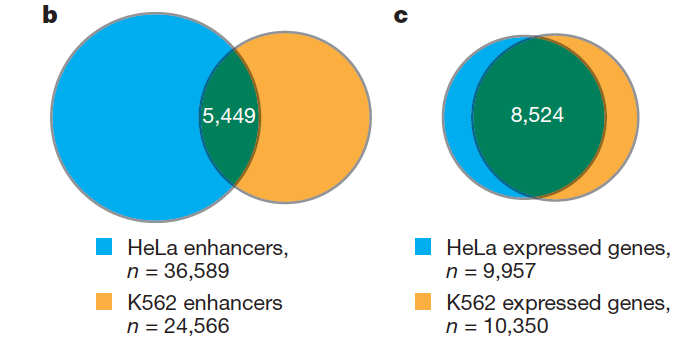 b
5,449
HeLa enhancers,
n = 36,589
K562 enhancers
n = 24,566
c
8,524
HeLa expressed genes,
n = 9,957
K562 expressed genes,
n = 10,350